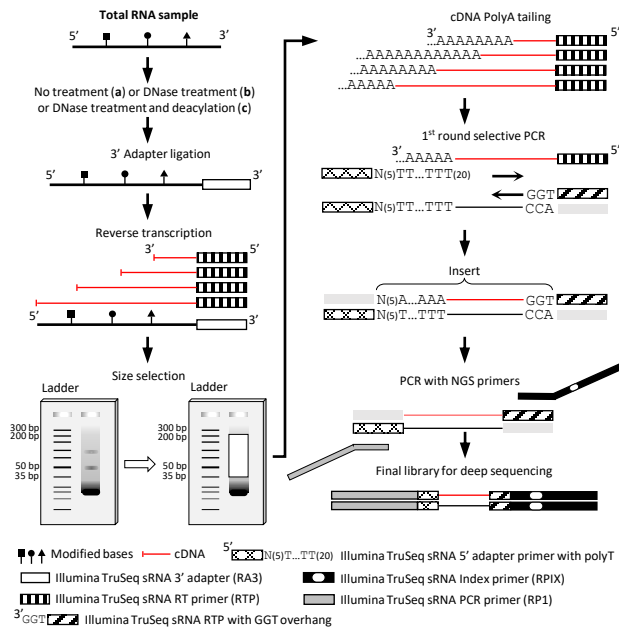 Total RNA sample
5′ 3′
No treatment (a) or DNase treatment (b)
or DNase treatment and deacylation (c)
3′ Adapter ligation
5′ 3′
Reverse transcription
3′ 5′
5′ 3′
Size selection
Ladder Ladder
300 bp 300 bp
200 bp 200 bp
50 bp 50 bp
35 bp 35 bp
cDNA PolyA tailing
3′ 5′
...AAAAAAAA
...AAAAAAAAAAAA
...AAAAAAAA
...AAAAA
1st round selective PCR
3′ 5′
...AAAAA
N(5)TT...TTT(20)
GGT
N(5)TT...TTT CCA
Insert
N(5)A...AAA GGT
N(5)T...TTT CCA
PCR with NGS primers
Final library for deep sequencing
Modified bases
cDNA
5′ N(5)T...TT(20) Illumina TruSeq sRNA 5′ adapter primer with polyT
Illumina TruSeq sRNA 3′ adapter (RA3)
Illumina TruSeq sRNA Index primer (RPIX)
Illumina TruSeq sRNA RT primer (RTP)
Illumina TruSeq sRNA PCR primer (RP1)
3′GGT Illumina TruSeq sRNA RTP with GGT overhang